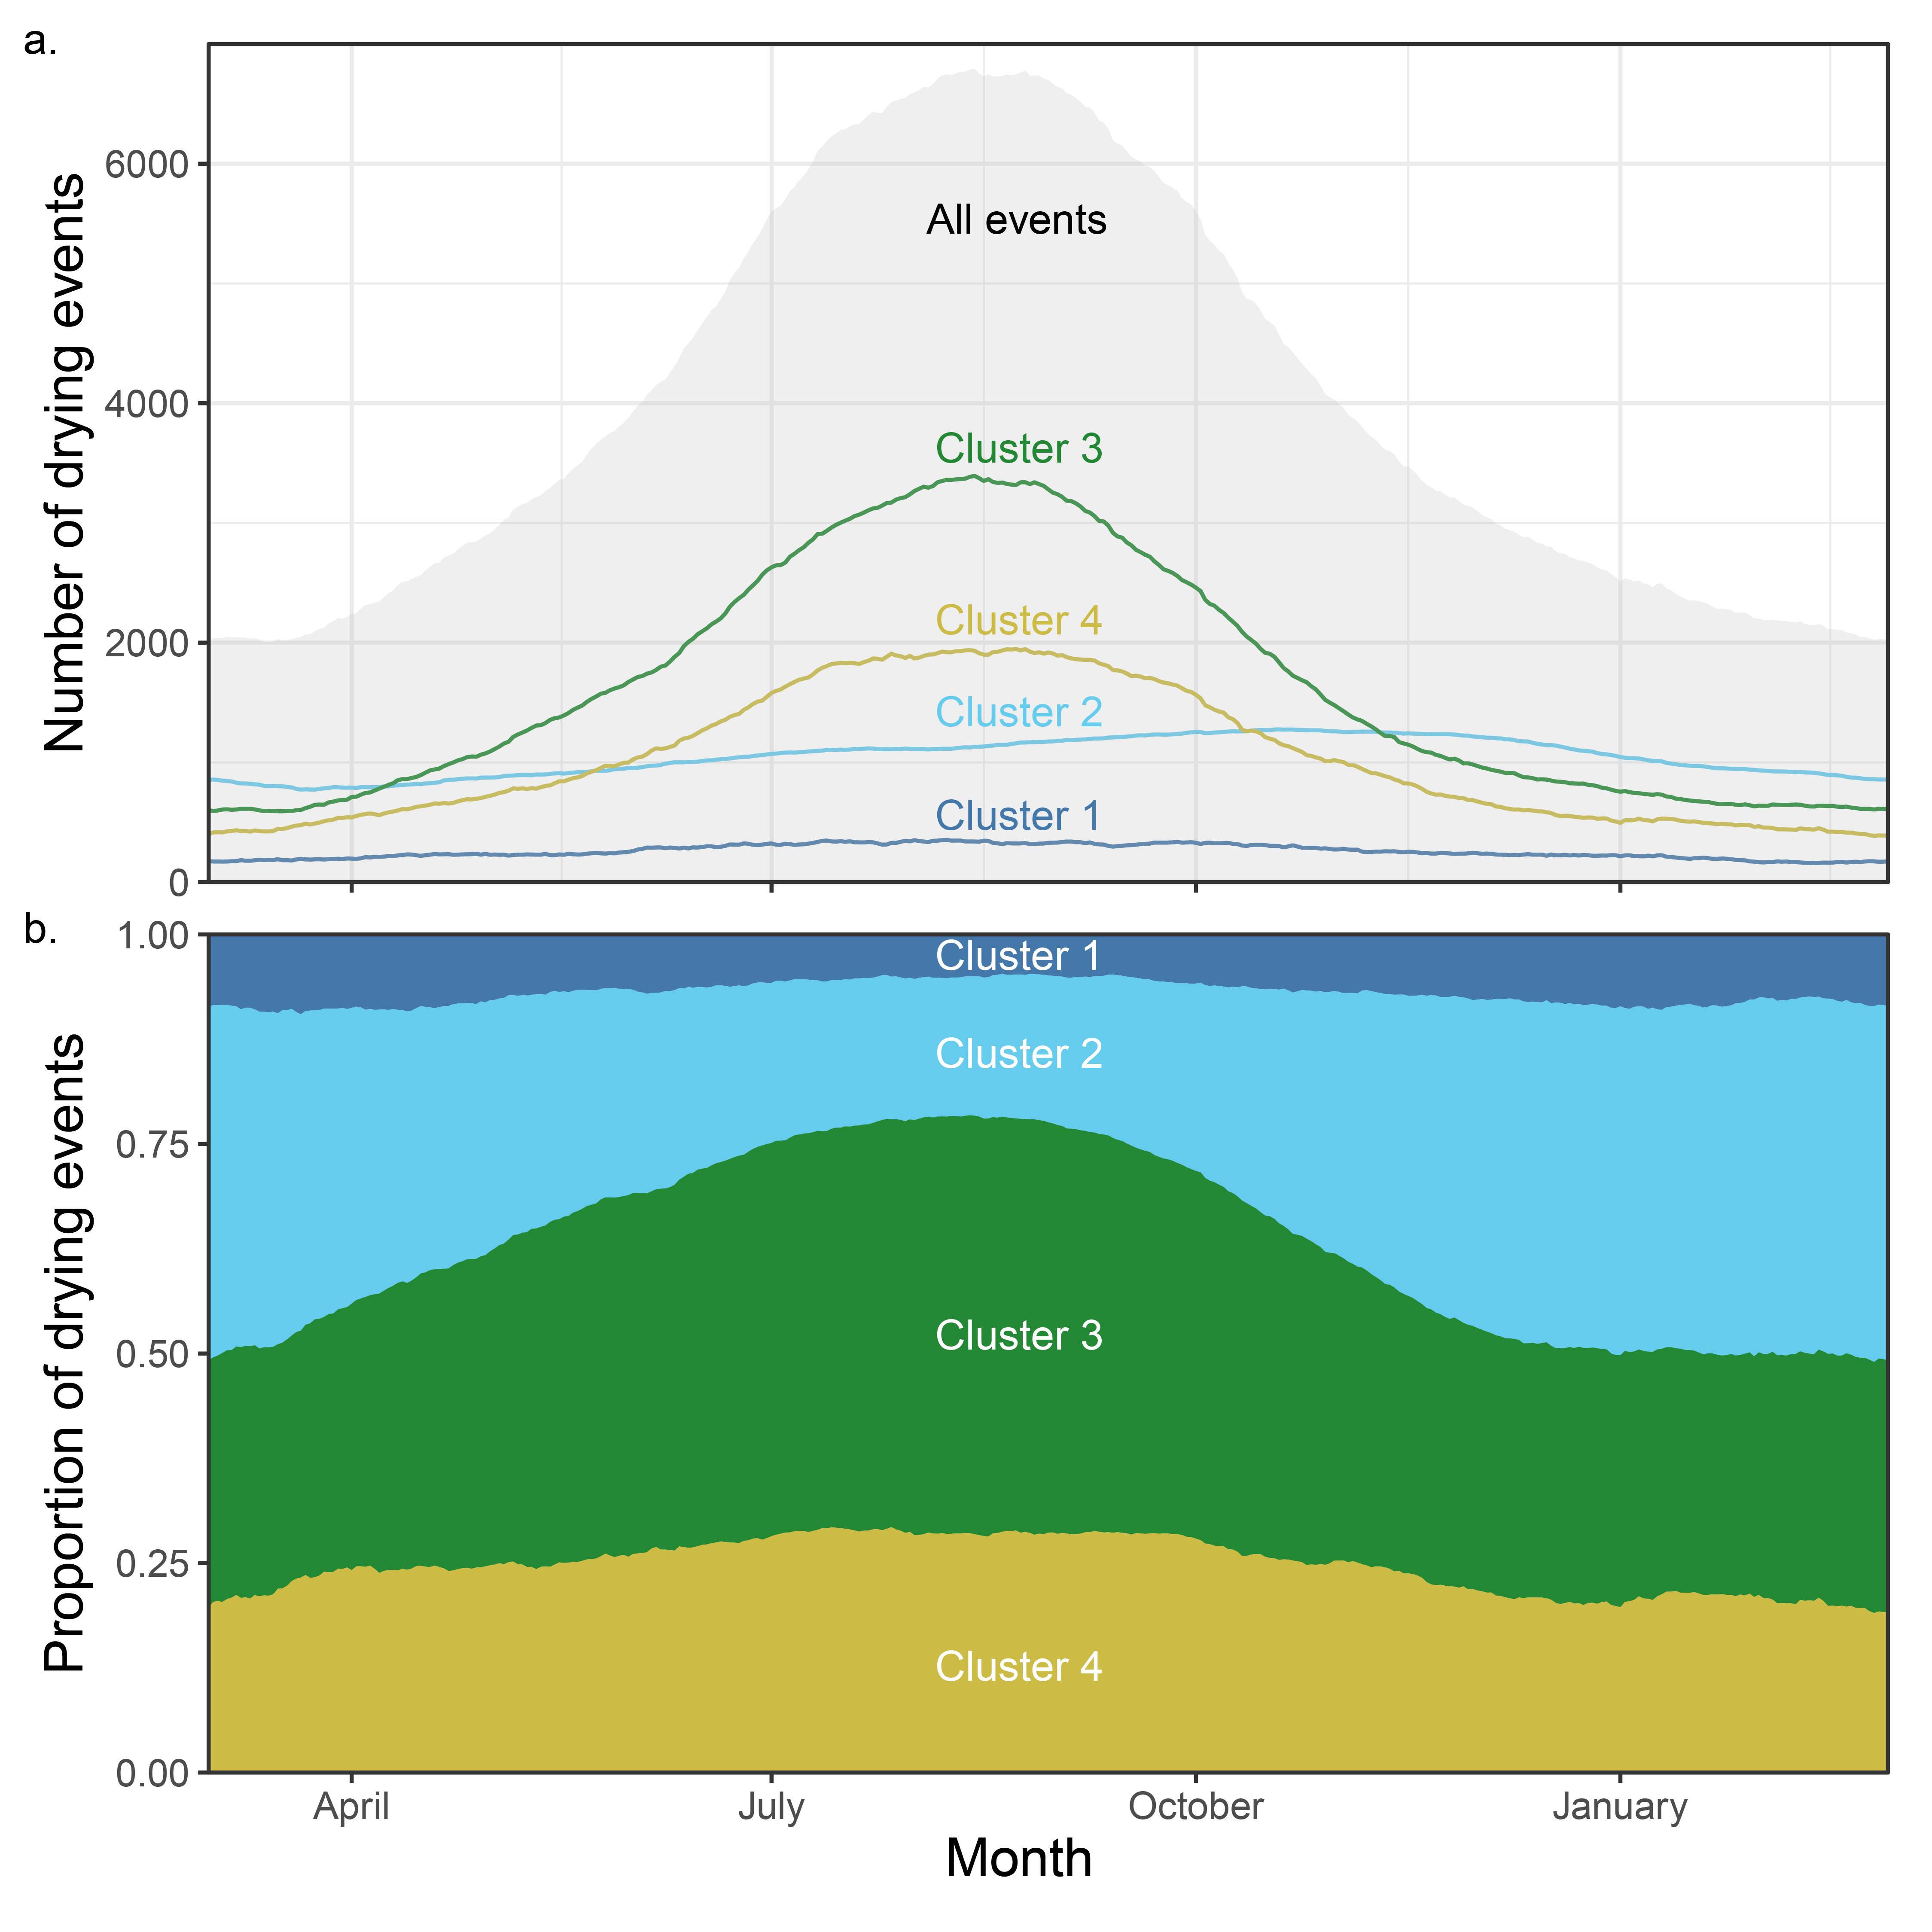 a.
Number of drying events
6000
4000
2000
0
All events
Cluster 3
Cluster 4
Cluster 2
Cluster 1
b.
Proportion of drying events
1.00
0.75
0.50
0.25
0.00
Cluster 1
Cluster 2
Cluster 3
Cluster 4
April
July
October
January
Month